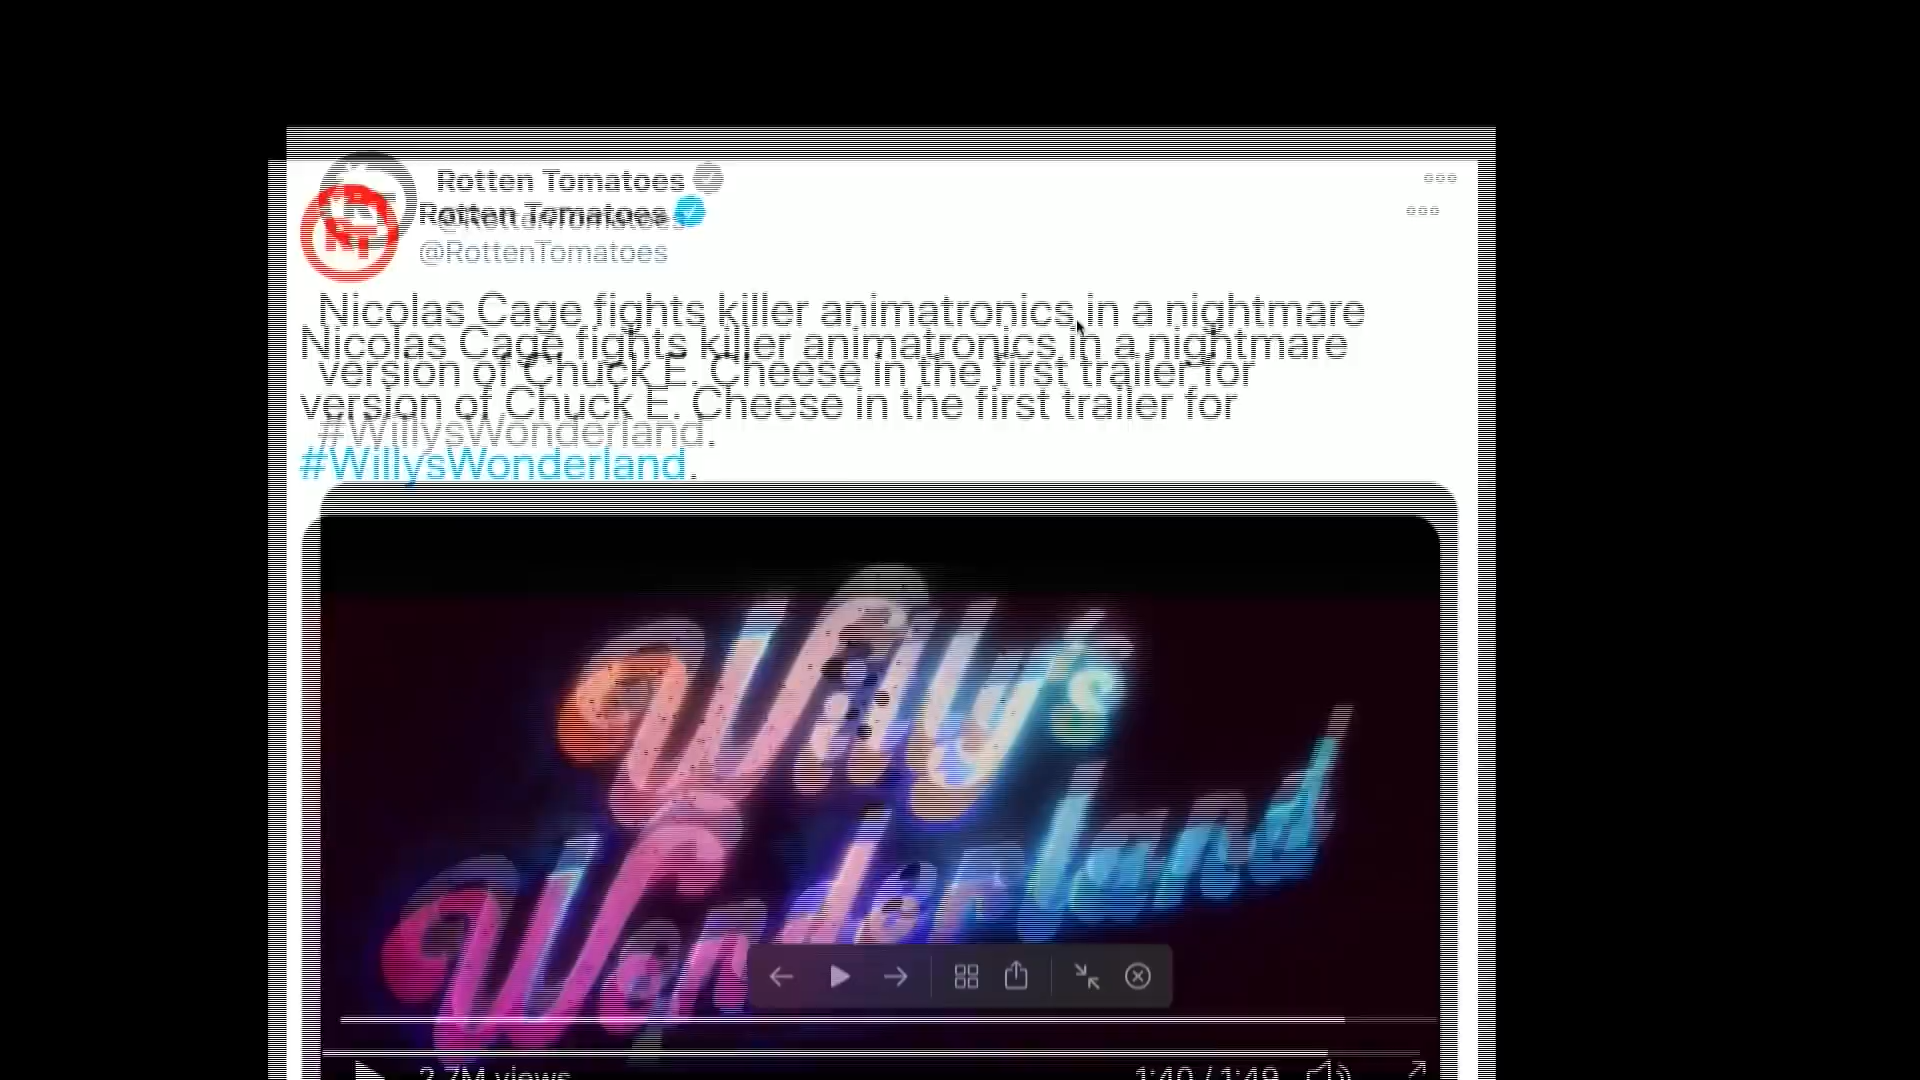 Rotten Tomatoes
@RottenTomatoes
Nicolas Cage fights killer animatronics in a nightmare
version of Chuck E. Cheese in the first trailer for
#WillysWonderland.
Willy's
Wonderland
2.7M views 1:40 / 1:49